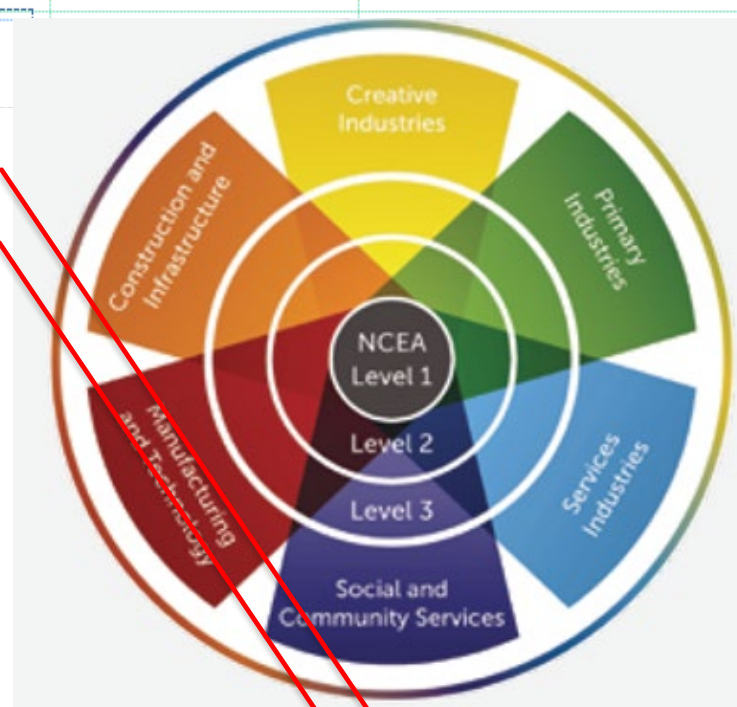 Creative
Industries
Primary
Industries
Services
Industries
Social and
Community Services
Manufacturing
and Technology
Construction and
Infrastructure
NCEA
Level 1
Level 2
Level 3